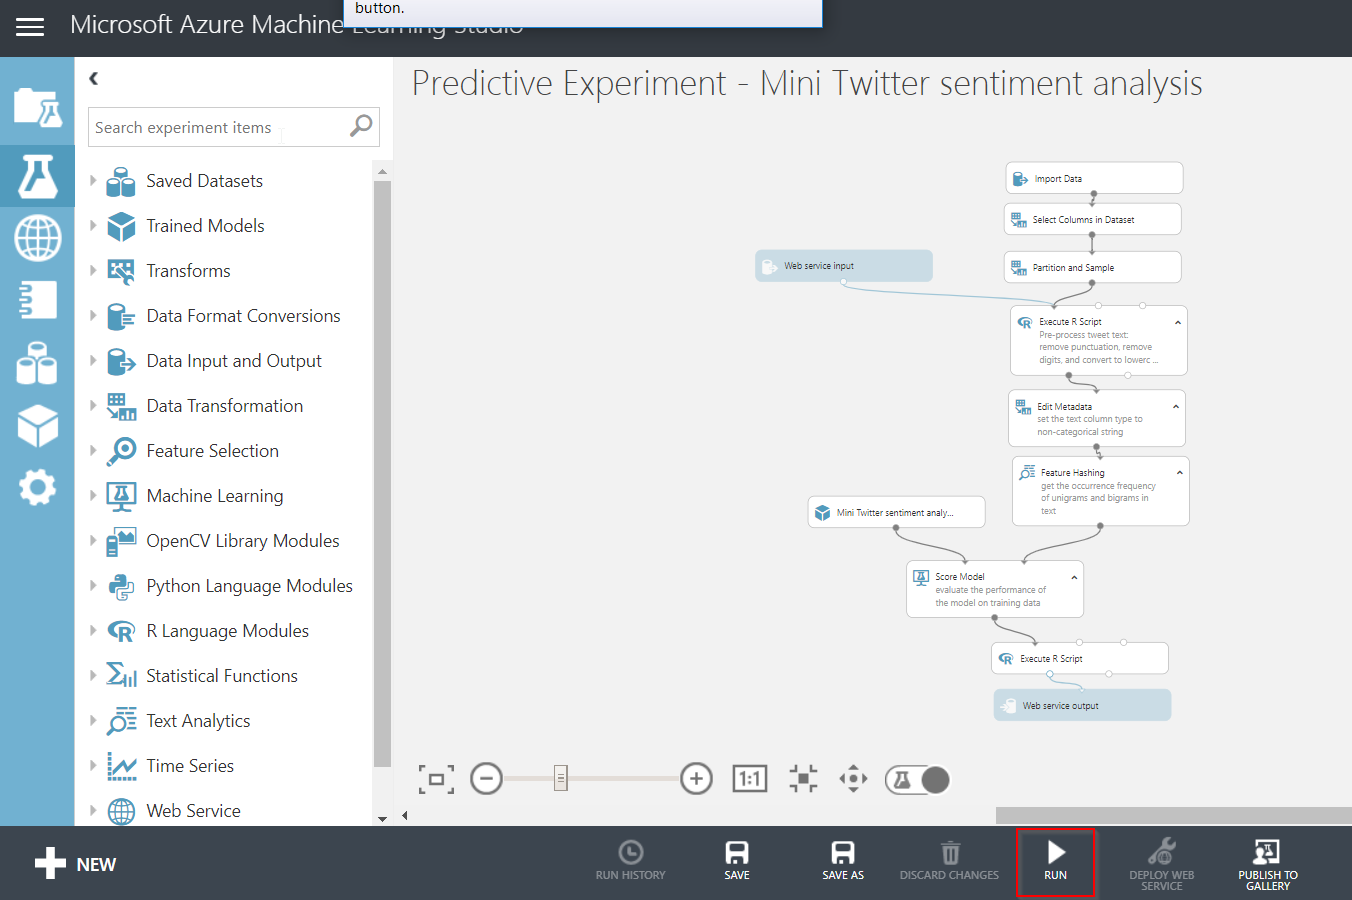 button.
Microsoft Azure Machine Learning Studio
Predictive Experiment - Mini Twitter sentiment analysis
Search experiment items
Saved Datasets
Trained Models
Transforms
Data Format Conversions
Data Input and Output
Data Transformation
Feature Selection
Machine Learning
OpenCV Library Modules
Python Language Modules
R Language Modules
Statistical Functions
Text Analytics
Time Series
Web Service
Import Data
Select Columns in Dataset
Web service input
Partition and Sample
Execute R Script
Pre-process tweet text:
remove punctuation, remove
digits, and convert to lowerc ...
Edit Metadata
set the text column type to
non-categorical string
Feature Hashing
get the occurrence frequency
of unigrams and bigrams in
text
Mini Twitter sentiment analy...
Score Model
evaluate the performance of
the model on training data
Execute R Script
Web service output
1:1
NEW
RUN HISTORY
SAVE
SAVE AS
DISCARD CHANGES
RUN
DEPLOY WEB
SERVICE
PUBLISH TO
GALLERY